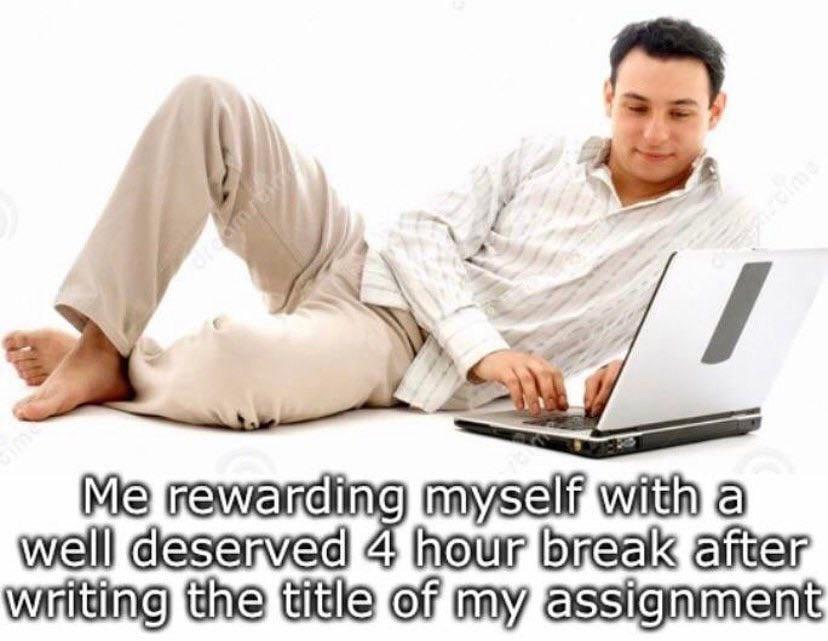 Me rewarding myself with a
well deserved 4 hour break after
writing the title of my assignment